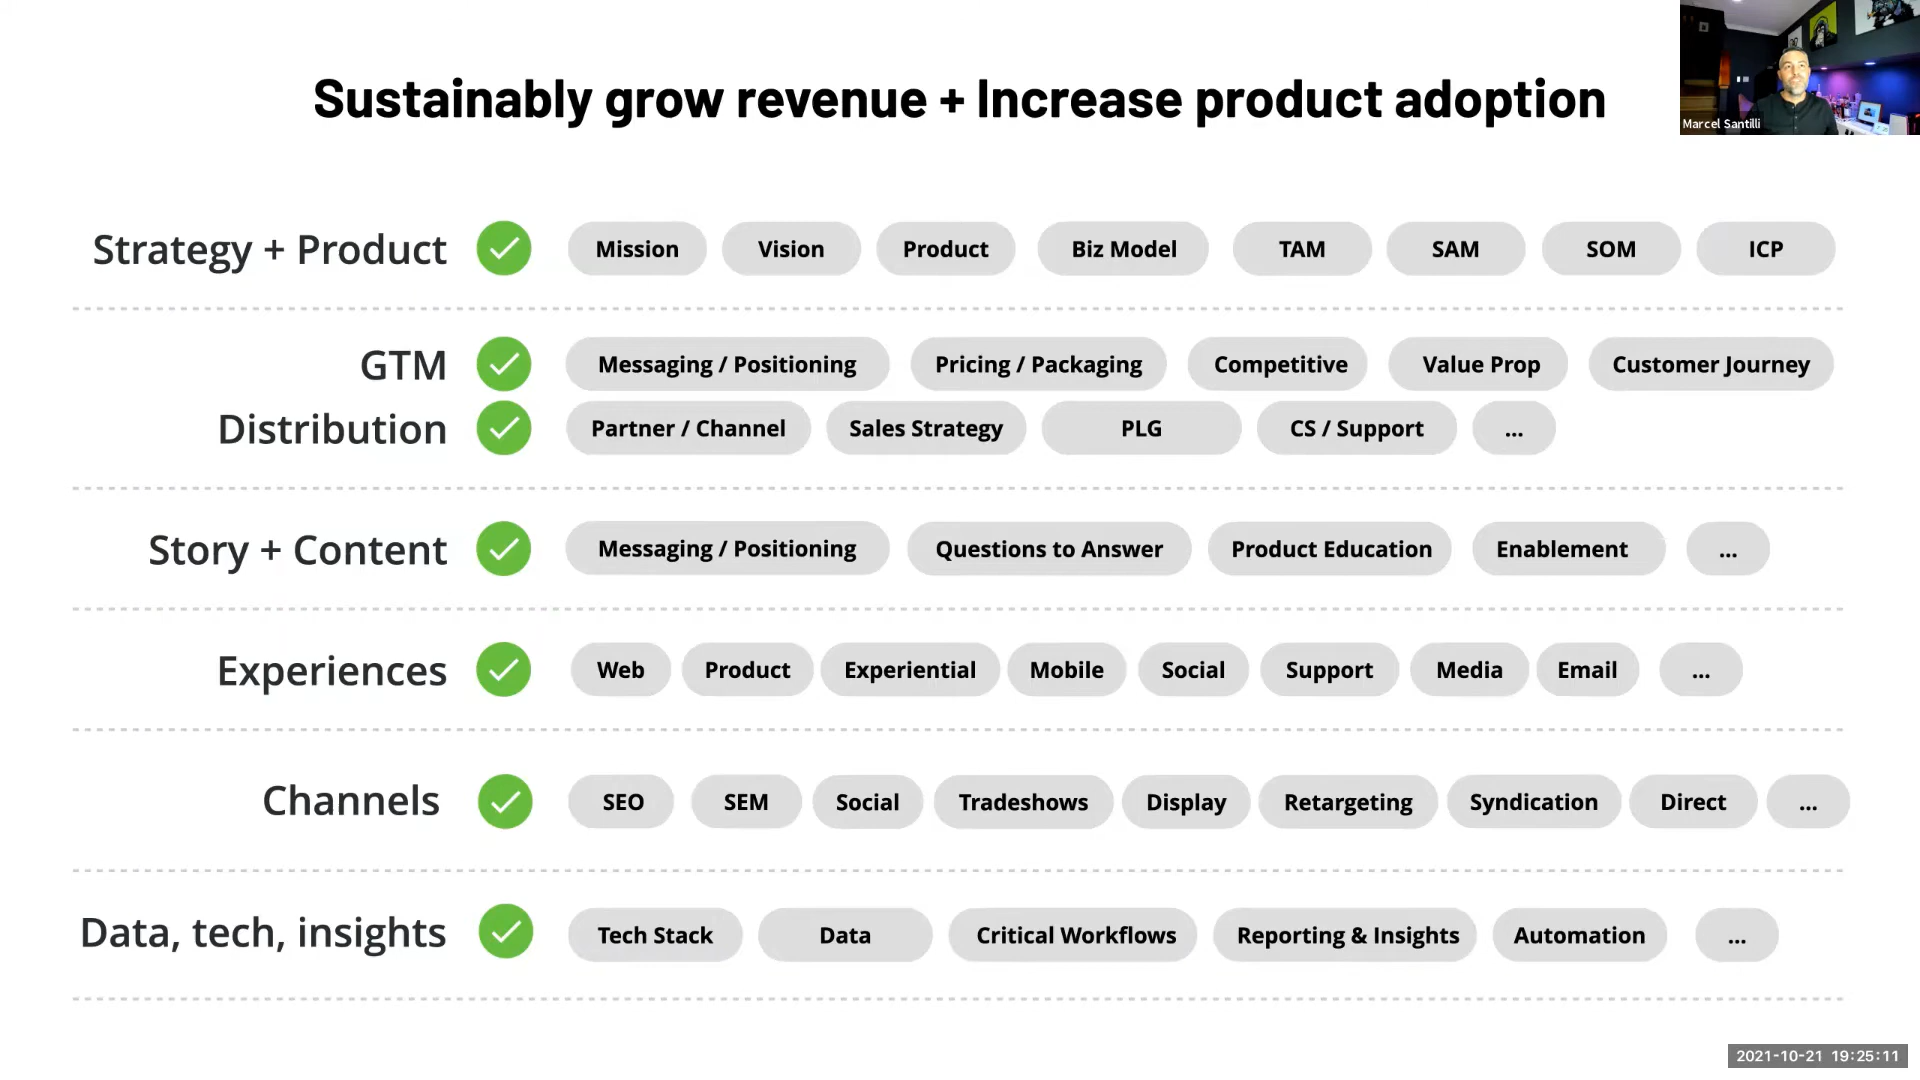 Sustainably grow revenue + Increase product adoption
Marcel Santilli
Strategy + Product Mission Vision Product Biz Model TAM SAM SOM ICP
GTM Messaging / Positioning Pricing / Packaging Competitive Value Prop Customer Journey
Distribution Partner / Channel Sales Strategy PLG CS / Support ...
Story + Content Messaging / Positioning Questions to Answer Product Education Enablement ...
Experiences Web Product Experiential Mobile Social Support Media Email ...
Channels SEO SEM Social Tradeshows Display Retargeting Syndication Direct ...
Data, tech, insights Tech Stack Data Critical Workflows Reporting & Insights Automation ...
2021-10-21 19:25:11